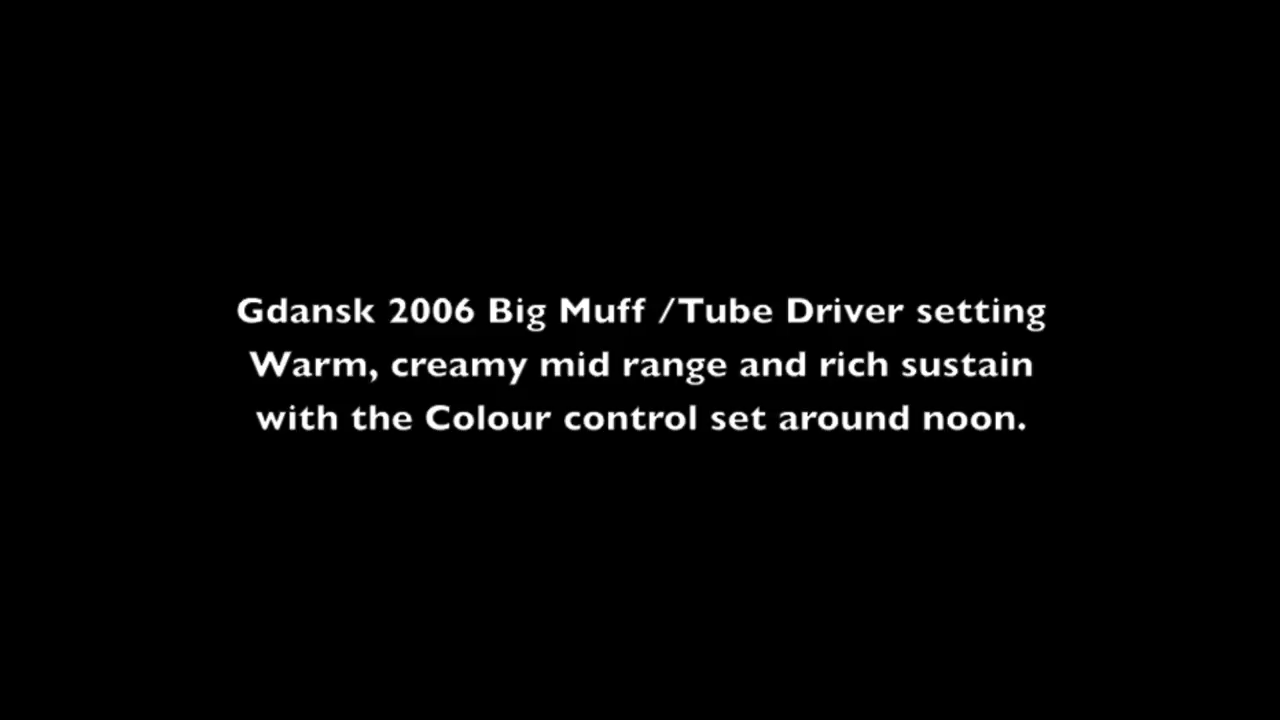 Gdansk 2006 Big Muff /Tube Driver setting
Warm, creamy mid range and rich sustain
with the Colour control set around noon.